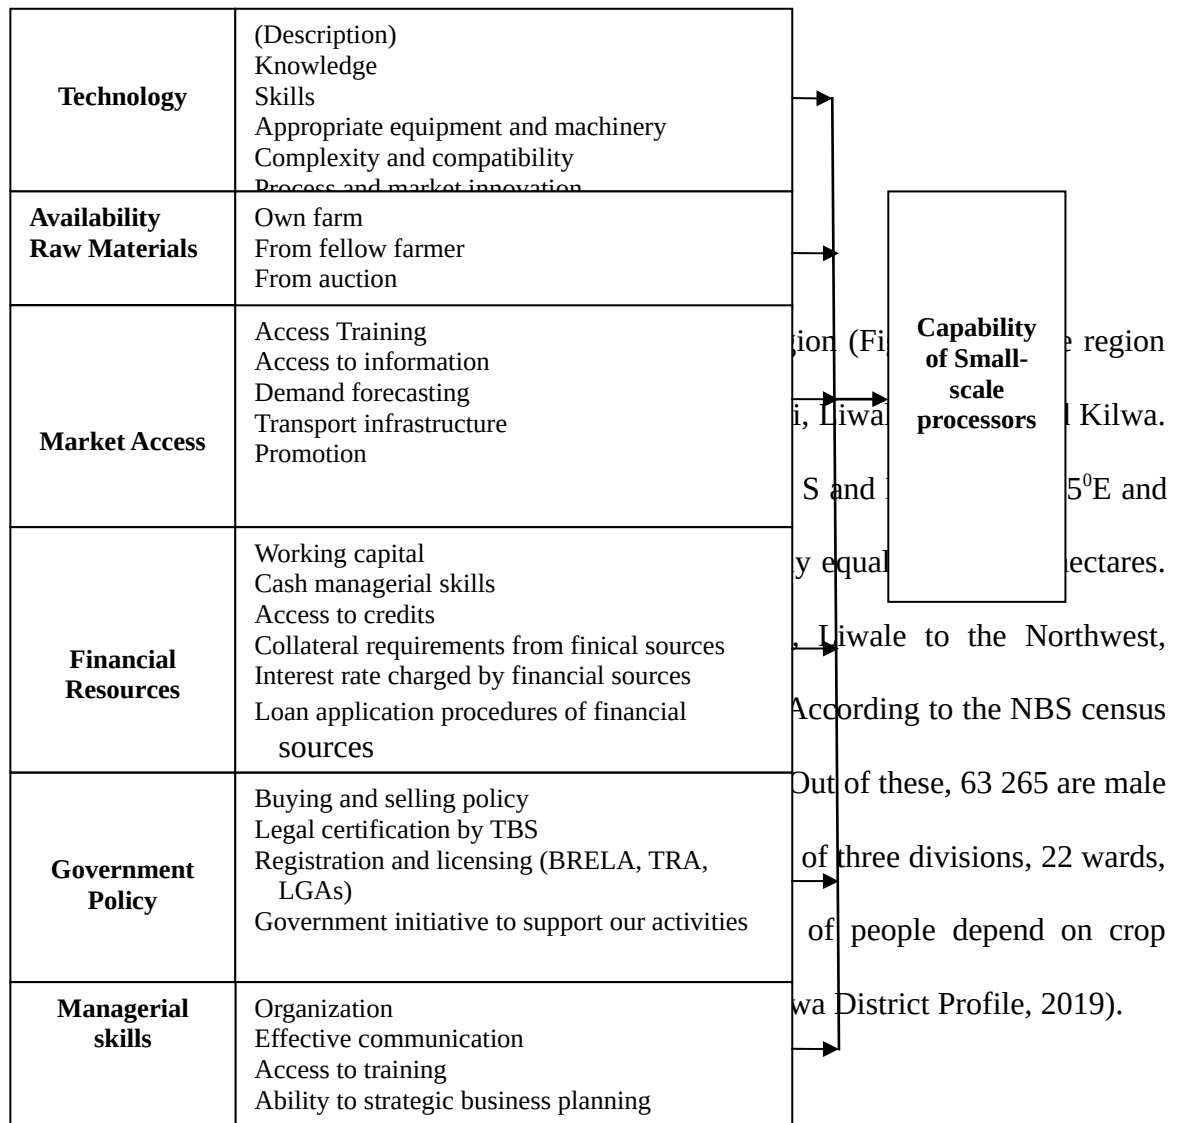 Technology
(Description)
Knowledge
Skills
Appropriate equipment and machinery
Complexity and compatibility
Process and market innovation
Availability
Raw Materials
Own farm
From fellow farmer
From auction
Market Access
Access Training
Access to information
Demand forecasting
Transport infrastructure
Promotion
Financial
Resources
Working capital
Cash managerial skills
Access to credits
Collateral requirements from finical sources
Interest rate charged by financial sources
Loan application procedures of financial
sources
Government
Policy
Buying and selling policy
Legal certification by TBS
Registration and licensing (BRELA, TRA,
LGAs)
Government initiative to support our activities
Managerial
skills
Organization
Effective communication
Access to training
Ability to strategic business planning
Capability
of Small-
scale
processors
region
Kilwa.
S and 5⁰E and
equal
, Liwale to the Northwest,
According to the NBS census
Out of these, 63 265 are male
of three divisions, 22 wards,
of people depend on crop
District Profile, 2019).